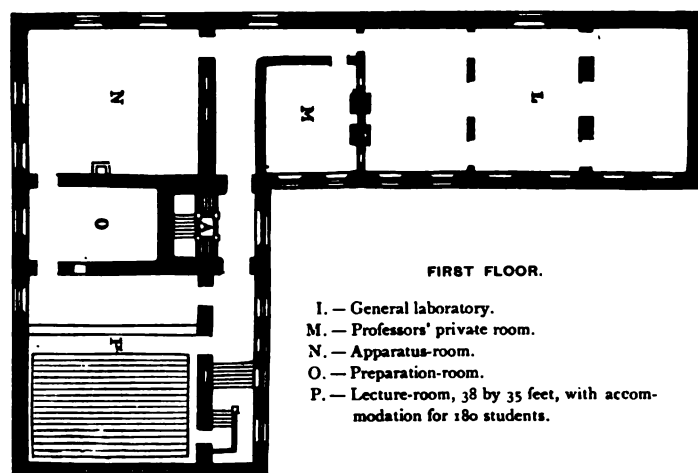 N
M
L
O
A
P
FIRST FLOOR.
I. — General laboratory.
M. — Professors' private room.
N. — Apparatus-room.
O. — Preparation-room.
P. — Lecture-room, 38 by 35 feet, with accom-
modation for 180 students.